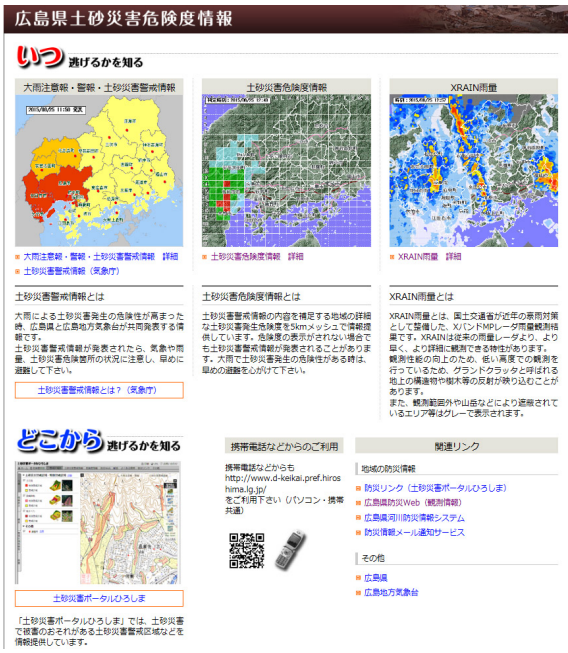 広島県土砂災害危険度情報
いつ 逃げるかを知る
大雨注意報・警報・土砂災害警戒情報
2015/08/25 11:50 発表
大雨注意報・警報・土砂災害警戒情報 詳細
土砂災害警戒情報（気象庁）
土砂災害危険度情報
土砂災害危険度情報 詳細
XRAIN雨量
XRAIN雨量 詳細
土砂災害警戒情報とは
大雨による土砂災害発生の危険性が高まった
時、広島県と広島地方気象台が共同発表する情
報です。
土砂災害警戒情報が発表されたら、気象や雨
量、土砂災害危険箇所の状況に注意し、早めに
避難して下さい。
土砂災害警戒情報とは？（気象庁）
土砂災害危険度情報とは
土砂災害警戒情報の内容を補足する地域の詳細
な土砂災害発生危険度を5kmメッシュで情報提
供しています。危険度の表示がされない場合で
も土砂災害警戒情報が発表されることがありま
す。大雨で土砂災害発生の危険性がある時は、
早めの避難を心がけて下さい。
XRAIN雨量とは
XRAIN雨量とは、国土交通省が近年の豪雨対策
として整備した、XバンドMPレーダ雨量観測結
果です。XRAINは従来の雨量レーダより、より
早く、より詳細に観測できる特性があります。
観測性能の向上のため、低い高度での観測を
行っているため、グランドクラッタと呼ばれる
地上の構造物や樹木等の反射が映り込むことが
あります。
また、観測範囲外や山岳などにより遮蔽されて
いるエリア等はグレーで表示されます。
どこから 逃げるかを知る
土砂災害ポータルひろしま
「土砂災害ポータルひろしま」では、土砂災害
で被害のおそれがある土砂災害警戒区域などを
情報提供しています。
携帯電話などからのご利用
携帯電話などからも
http://www.d-keikai.pref.hiros
hima.lg.jp/
をご利用下さい（パソコン・携帯
共通）
関連リンク
地域の防災情報
防災リンク（土砂災害ポータルひろしま）
広島県防災Web（観測情報）
広島県河川防災情報システム
防災情報メール通知サービス
その他
広島県
広島地方気象台